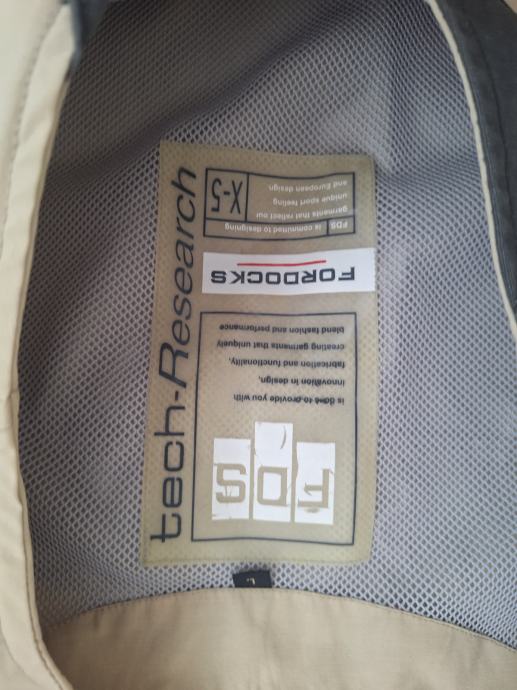 L
FDS
is done to provide you with
innovation in design,
fabrication and functionality,
creating garments that uniquely
blend fashion and performance
FORDOCKS
FDS is committed to designing
garments that reflect our
unique sport feeling
and European design.
X-5
tech-Research